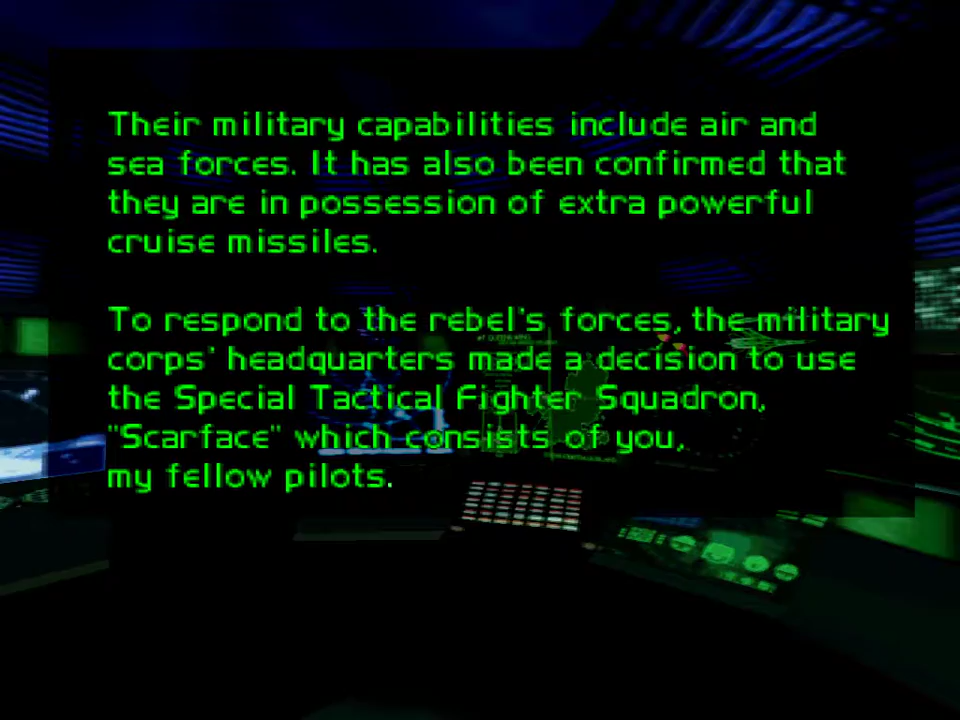 Their military capabilities include air and
sea forces. It has also been confirmed that
they are in possession of extra powerful
cruise missiles.
To respond to the rebel's forces, the military
corps' headquarters made a decision to use
the Special Tactical Fighter Squadron,
"Scarface" which consists of you,
my fellow pilots.